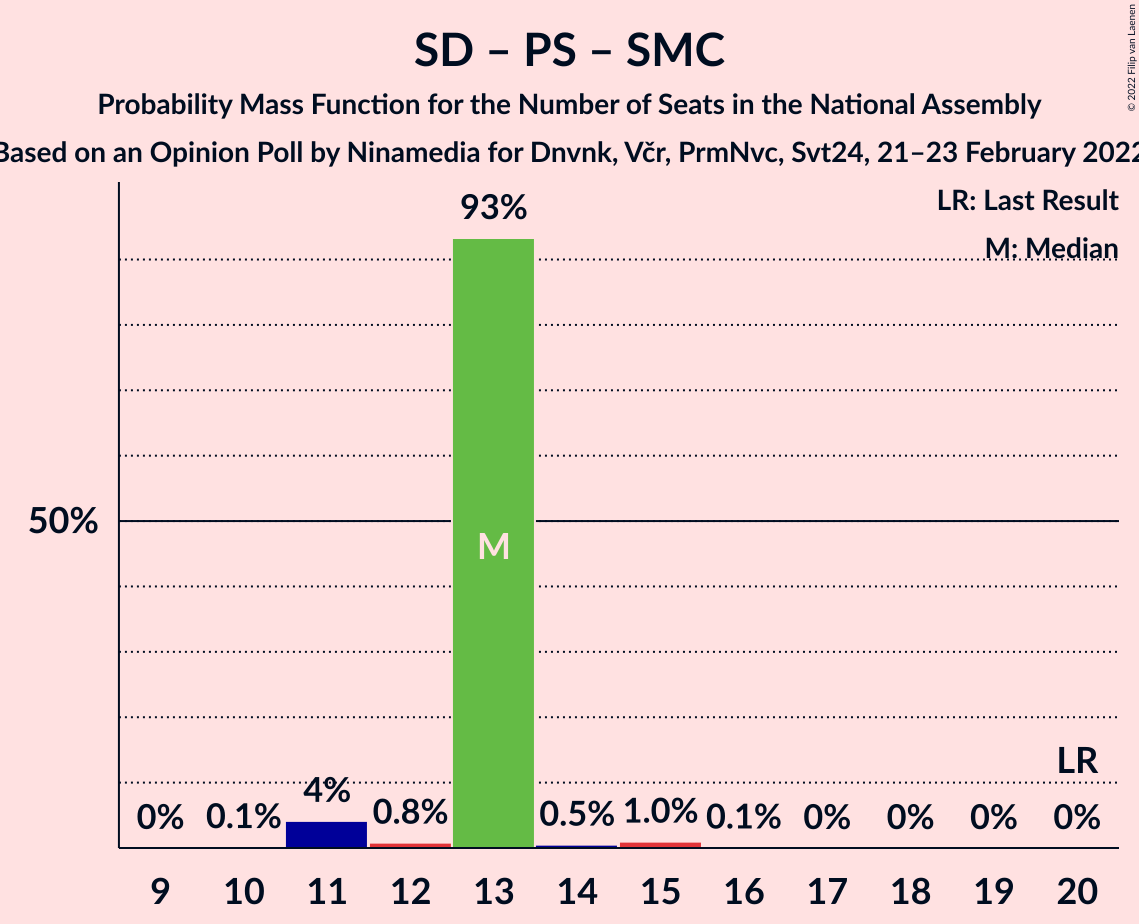 SD – PS – SMC
Probability Mass Function for the Number of Seats in the National Assembly
Based on an Opinion Poll by Ninamedia for Dnvnk, Včr, PrmNvc, Svt24, 21–23 February 2022
© 2022 Filip van Laenen
LR: Last Result
M: Median
93%
50%
M
LR
0% 0.1% 4% 0.8% 0.5% 1.0% 0.1% 0% 0% 0% 0%
9 10 11 12 13 14 15 16 17 18 19 20